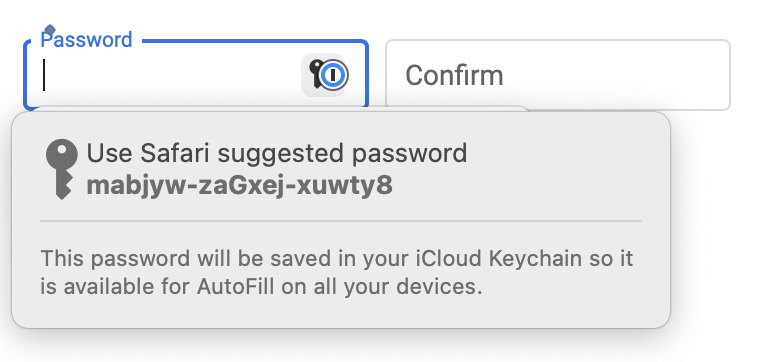 Password
Confirm
Use Safari suggested password
mabjyw-zaGxej-xuwty8
This password will be saved in your iCloud Keychain so it
is available for AutoFill on all your devices.